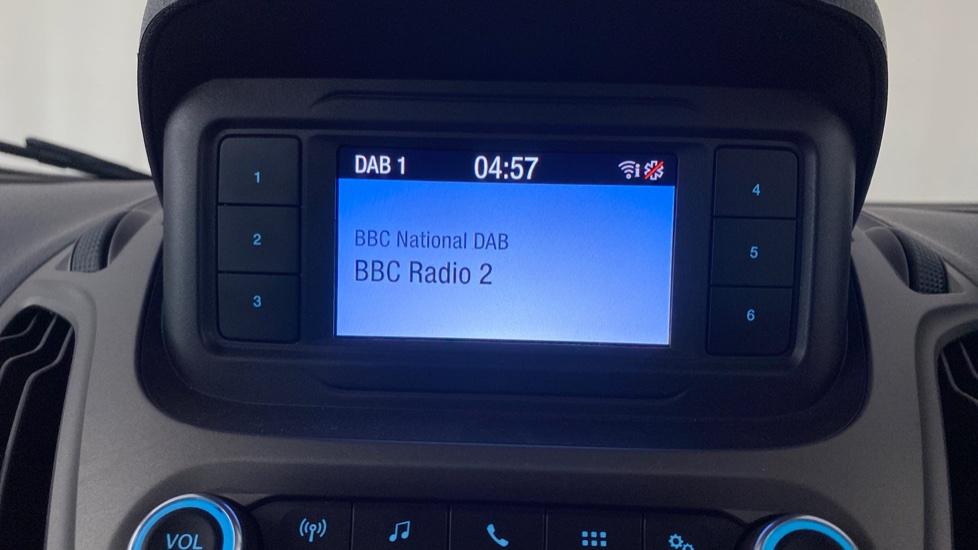 DAB 1 04:57
BBC National DAB
BBC Radio 2
1
2
3
4
5
6
VOL